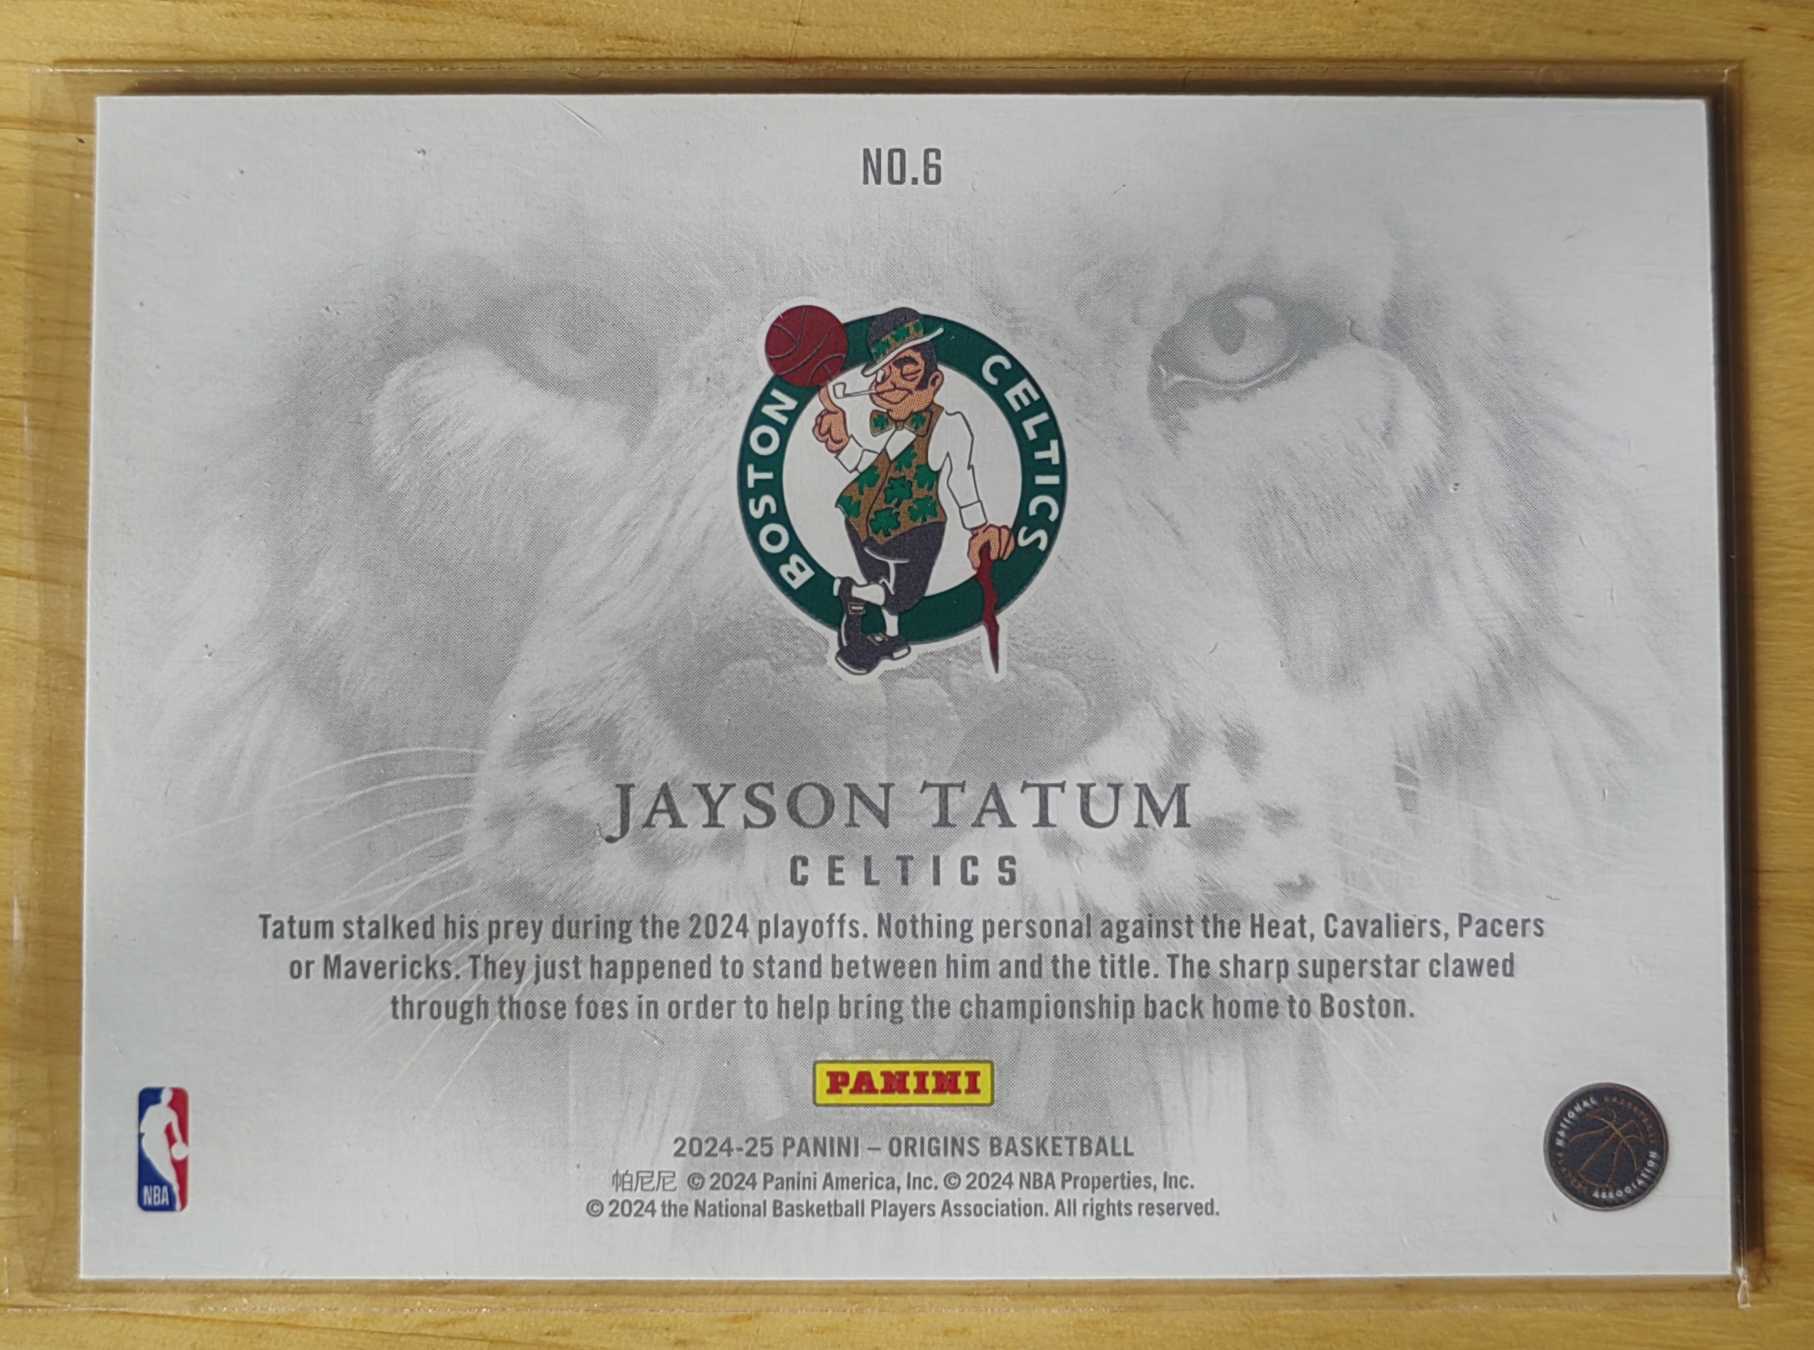 NO.6
BOSTON CELTICS
JAYSON TATUM
CELTICS
Tatum stalked his prey during the 2024 playoffs. Nothing personal against the Heat, Cavaliers, Pacers
or Mavericks. They just happened to stand between him and the title. The sharp superstar clawed
through those foes in order to help bring the championship back home to Boston.
PANINI
2024-25 PANINI – ORIGINS BASKETBALL
帕尼尼 © 2024 Panini America, Inc. © 2024 NBA Properties, Inc.
© 2024 the National Basketball Players Association. All rights reserved.
NBA
NATIONAL BASKETBALL PLAYERS ASSOCIATION